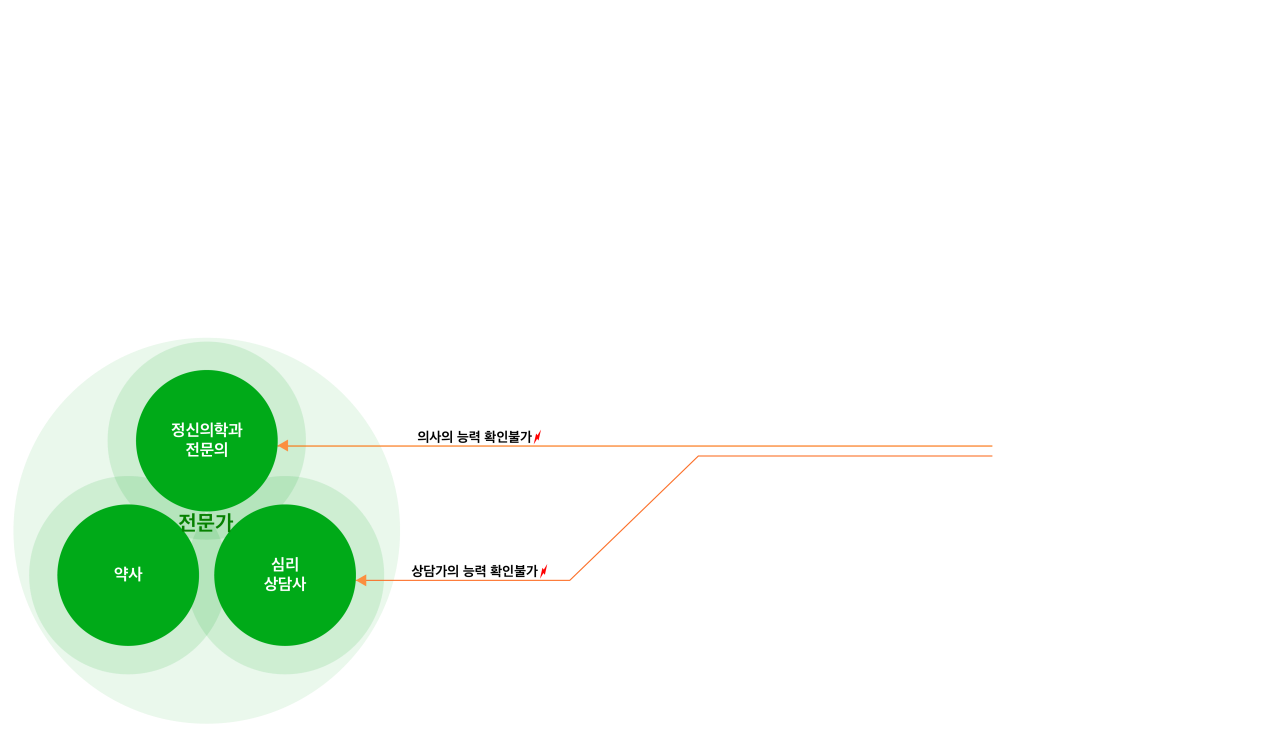 정신의학과
전문의
의사의 능력 확인불가
전문가
약사
심리
상담사
상담가의 능력 확인불가